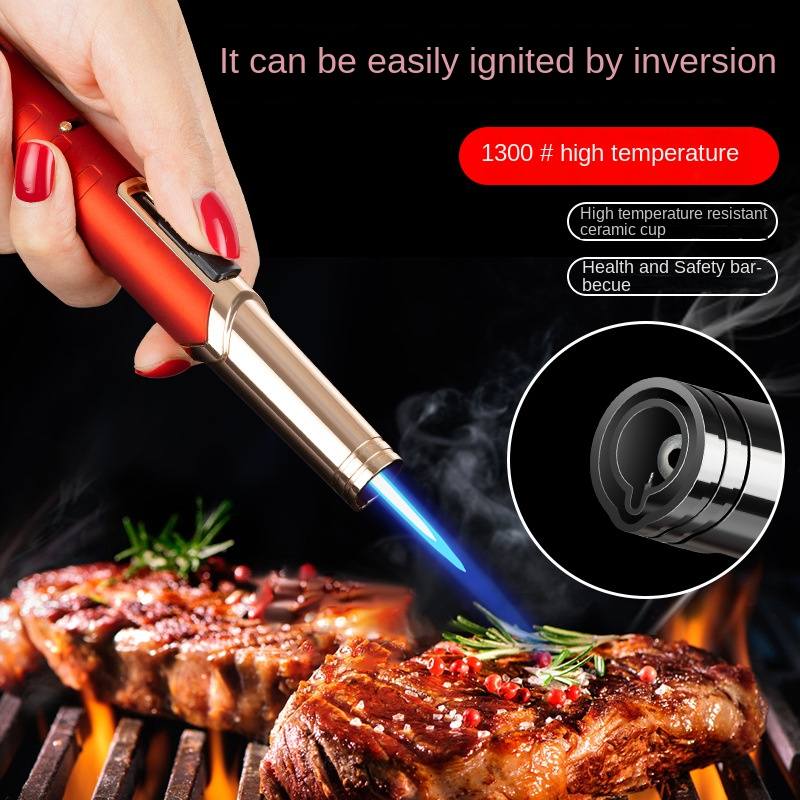 It can be easily ignited by inversion
1300 # high temperature
High temperature resistant
ceramic cup
Health and Safety bar-
becue